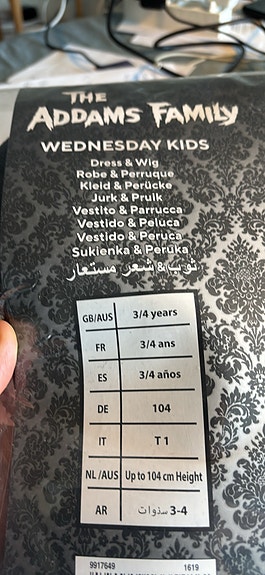 THE
ADDAMS FAMILY
WEDNESDAY KIDS
Dress & Wig
Robe & Perruque
Kleid & Perücke
Jurk & Pruik
Vestito & Parrucca
Vestido & Peluca
Vestido & Peruca
Sukienka & Peruka
ثوب & شعر مستعار
GB/AUS 3/4 years
FR 3/4 ans
ES 3/4 años
DE 104
IT T 1
NL /AUS Up to 104 cm Height
AR 3-4 سنوات
9917649 1619